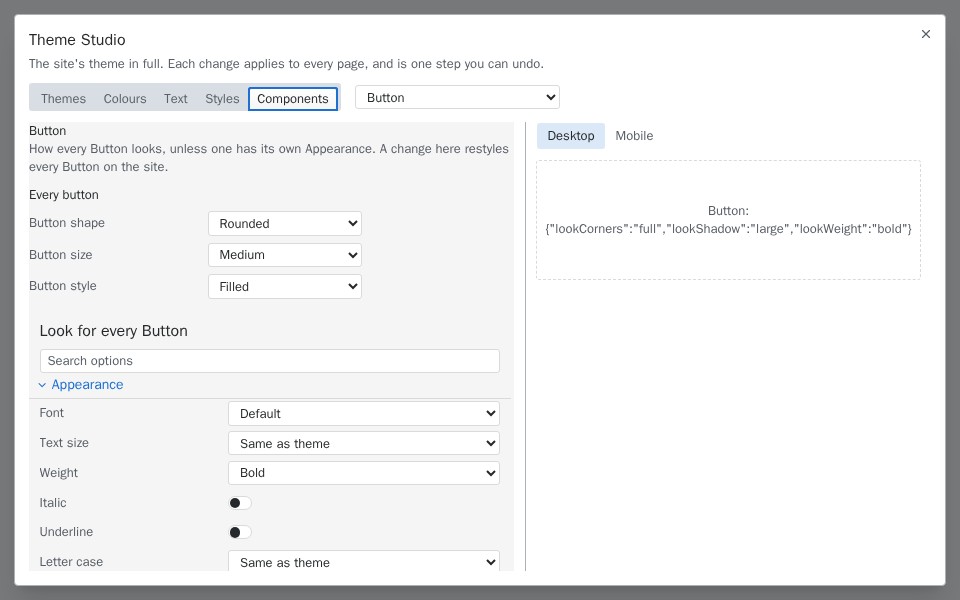 Theme Studio
×
The site's theme in full. Each change applies to every page, and is one step you can undo.
Themes Colours Text Styles Components Button
Button
How every Button looks, unless one has its own Appearance. A change here restyles
every Button on the site.
Every button
Button shape Rounded
Button size Medium
Button style Filled
Look for every Button
Search options
Appearance
Font Default
Text size Same as theme
Weight Bold
Italic
Underline
Letter case Same as theme
Desktop Mobile
Button:
{"lookCorners":"full","lookShadow":"large","lookWeight":"bold"}